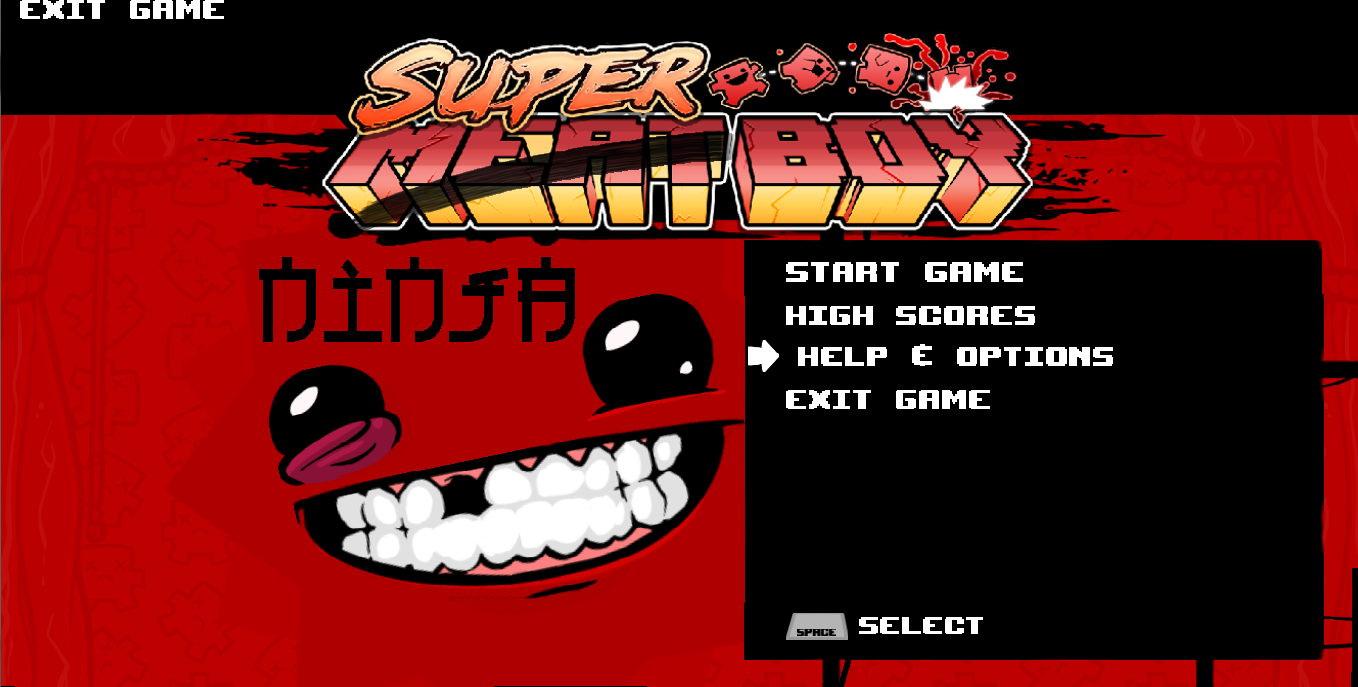 EXIT GAME
SUPER
MEAT BOY
NINJA
START GAME
HIGH SCORES
HELP & OPTIONS
EXIT GAME
SPACE SELECT